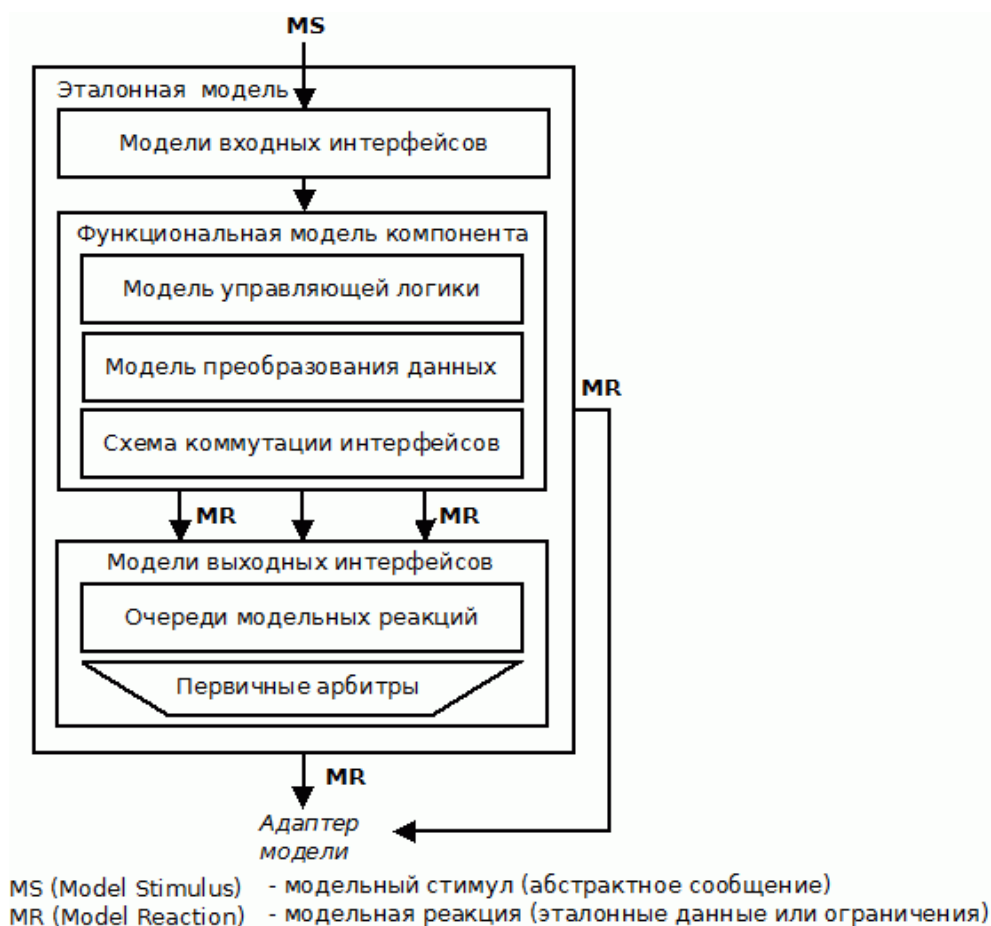 MS
Эталонная модель
Модели входных интерфейсов
Функциональная модель компонента
Модель управляющей логики
Модель преобразования данных
MR
Схема коммутации интерфейсов
MR MR
Модели выходных интерфейсов
Очереди модельных реакций
Первичные арбитры
MR
Адаптер
модели
MS (Model Stimulus) - модельный стимул (абстрактное сообщение)
MR (Model Reaction) - модельная реакция (эталонные данные или ограничения)